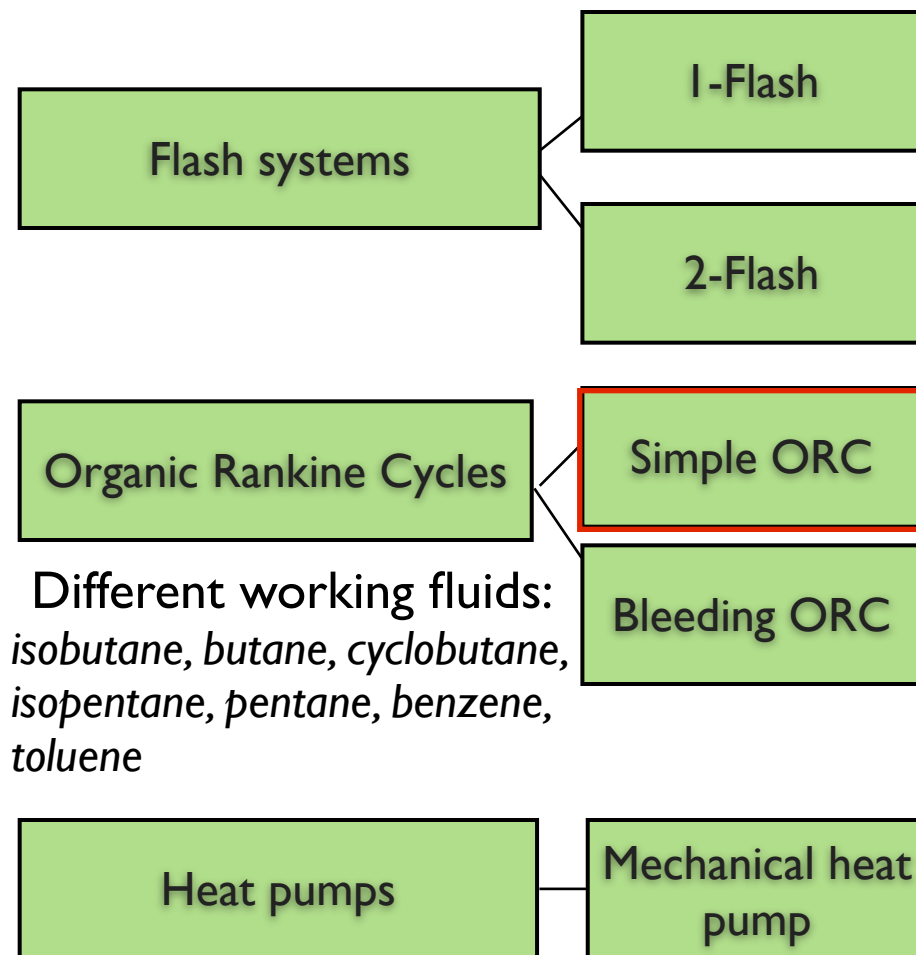 1-Flash
Flash systems
2-Flash
Organic Rankine Cycles
Simple ORC
Different working fluids:
isobutane, butane, cyclobutane,
isopentane, pentane, benzene,
toluene
Bleeding ORC
Heat pumps
Mechanical heat
pump